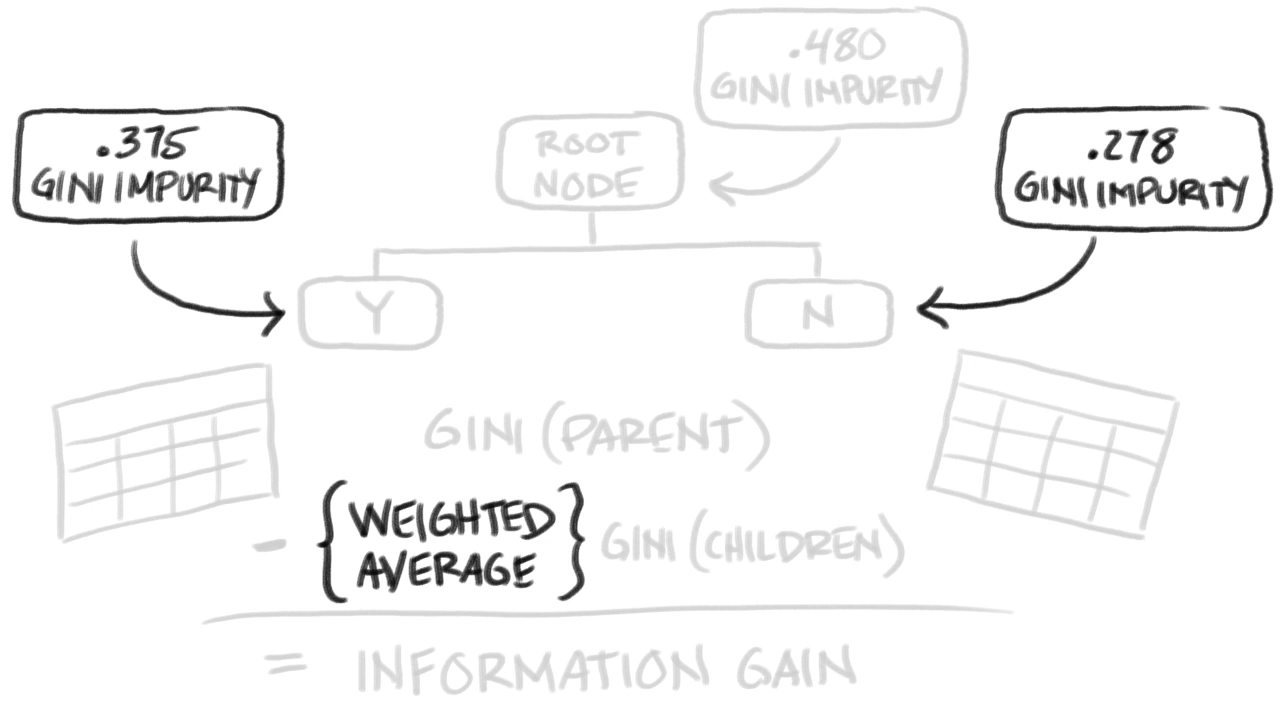 .480
GINI IMPURITY
.375
GINI IMPURITY
ROOT
NODE
.278
GINI IMPURITY
Y
N
GINI (PARENT)
- { WEIGHTED
AVERAGE } GINI (CHILDREN)
= INFORMATION GAIN